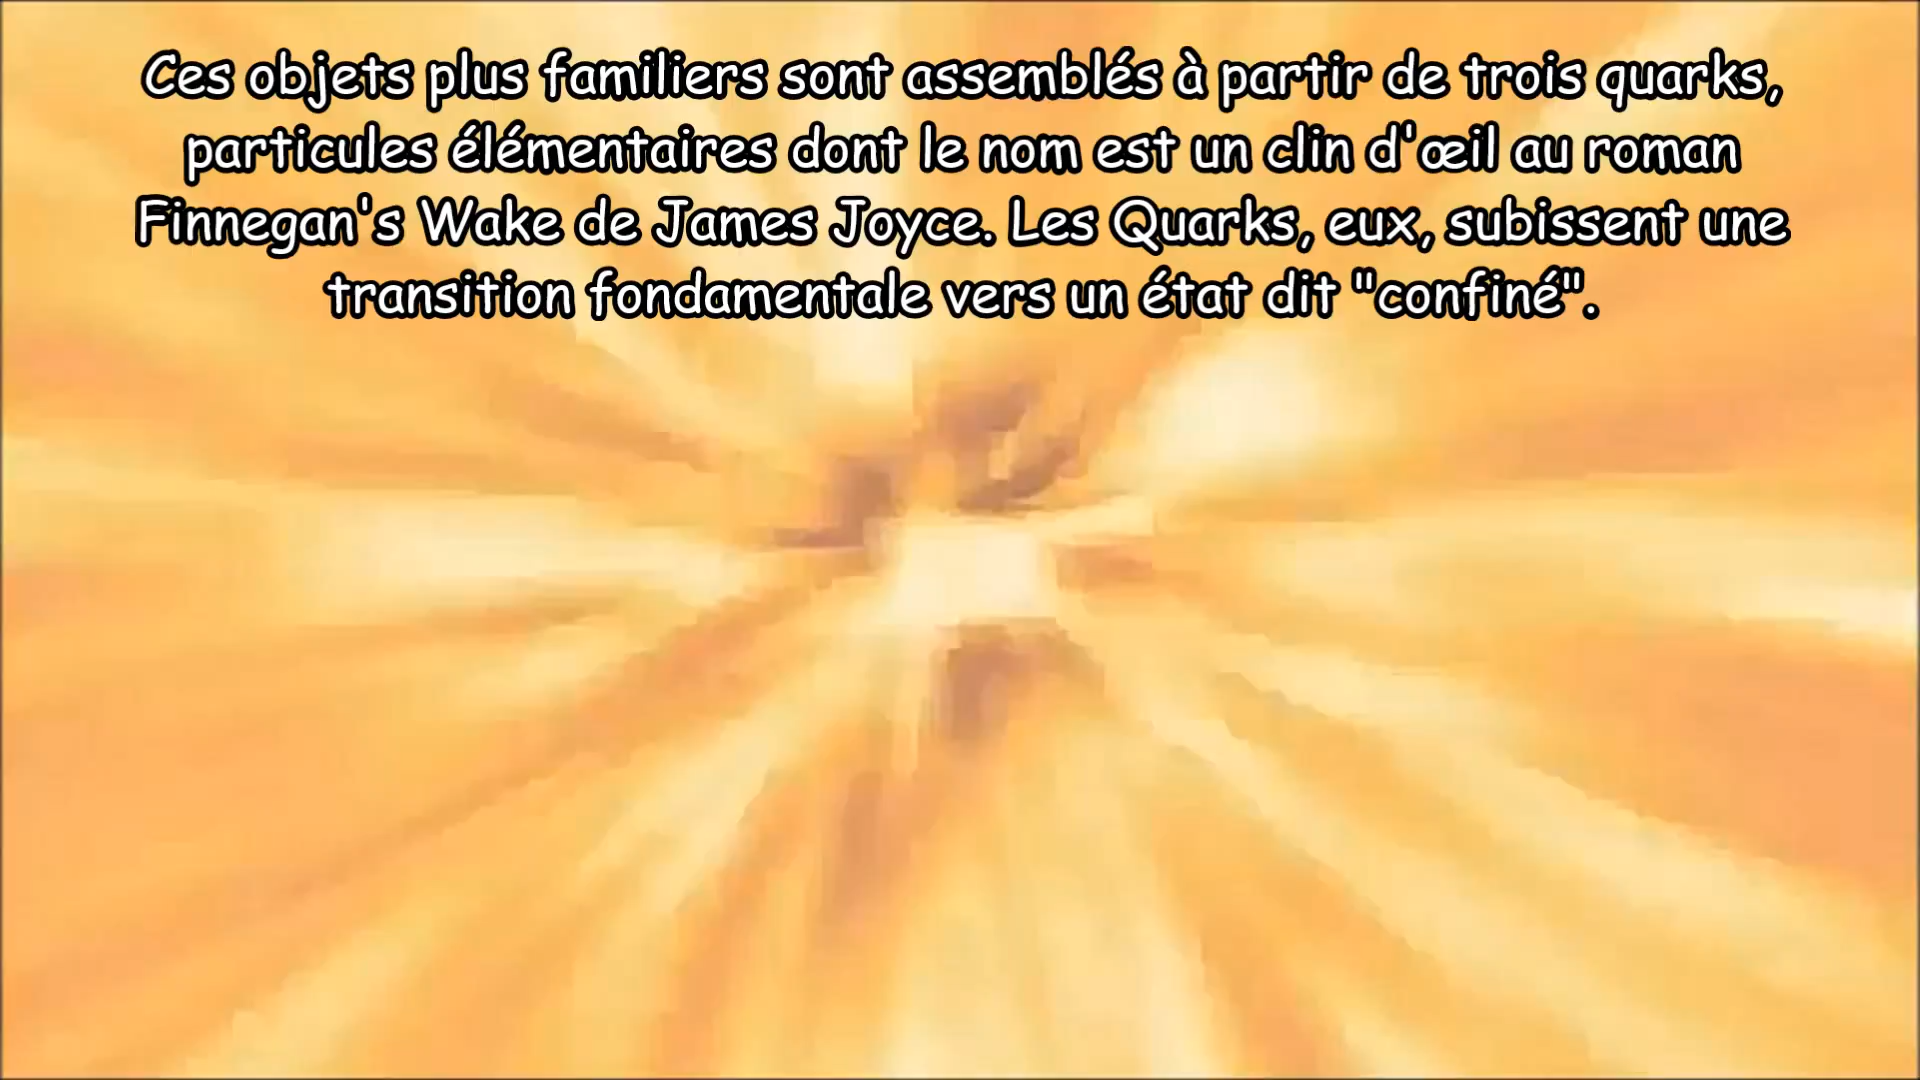 Ces objets plus familiers sont assemblés à partir de trois quarks,
particules élémentaires dont le nom est un clin d'œil au roman
Finnegan's Wake de James Joyce. Les Quarks, eux, subissent une
transition fondamentale vers un état dit "confiné".